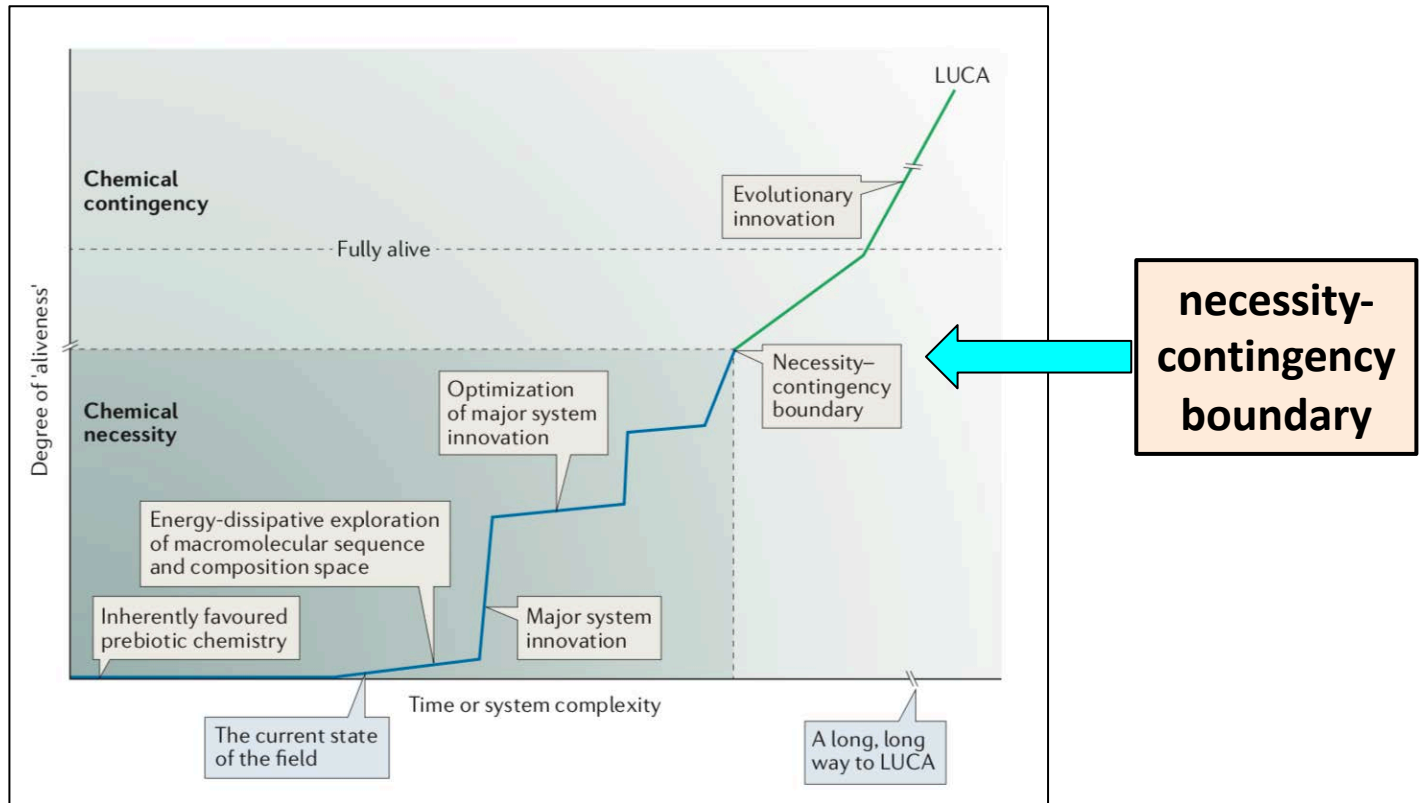 LUCA
Chemical
contingency
Evolutionary
innovation
Fully alive
Degree of 'aliveness'
necessity-
contingency
boundary
Necessity–
contingency
boundary
Optimization
of major system
innovation
Chemical
necessity
Energy-dissipative exploration
of macromolecular sequence
and composition space
Inherently favoured
prebiotic chemistry
Major system
innovation
Time or system complexity
The current state
of the field
A long, long
way to LUCA